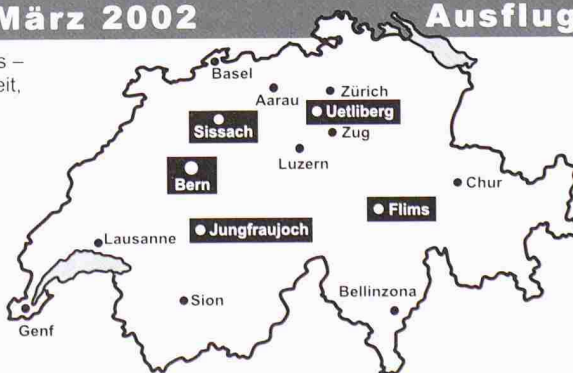 März 2002
Ausflug
s –
eit,
Basel
Aarau
Zürich
Uetliberg
Sissach
Zug
Luzern
Bern
Chur
Flims
Jungfraujoch
Lausanne
Sion
Bellinzona
Genf